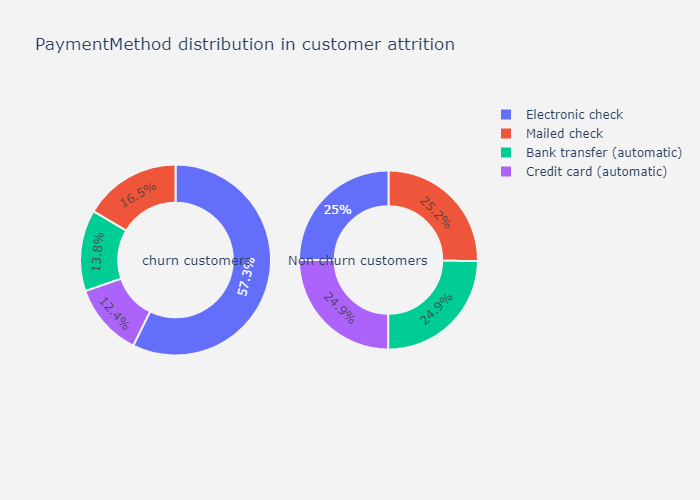 PaymentMethod distribution in customer attrition
Electronic check
Mailed check
Bank transfer (automatic)
Credit card (automatic)
16.5%
13.8%
12.4%
57.3%
churn customers
25%
25.2%
24.9%
24.9%
Non churn customers